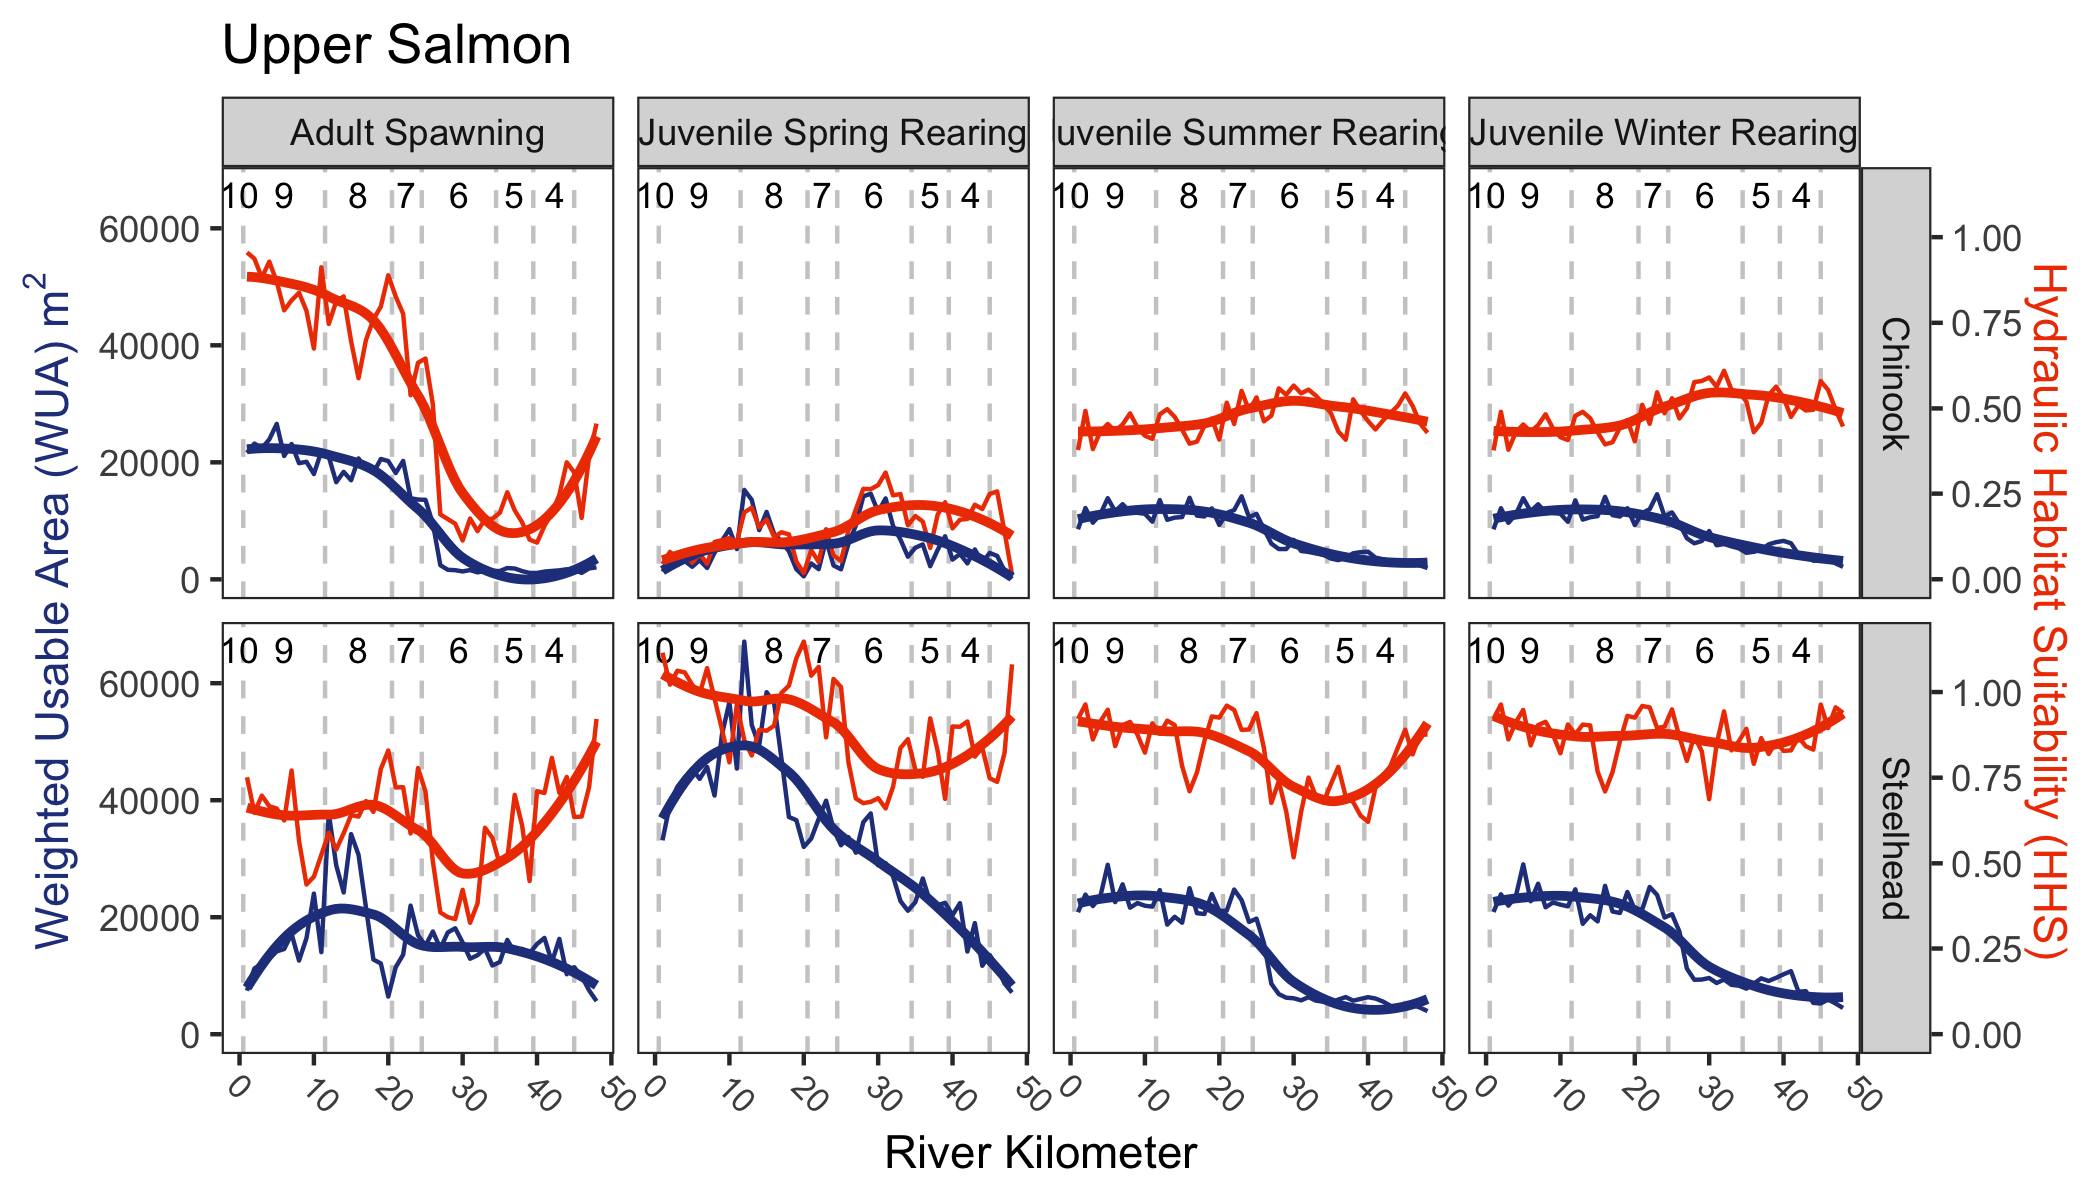 Upper Salmon
Adult Spawning
Juvenile Spring Rearing
uvenile Summer Rearing
Juvenile Winter Rearing
10 9 8 7 6 5 4
10 9 8 7 6 5 4
10 9 8 7 6 5 4
10 9 8 7 6 5 4
60000
40000
20000
0
1.00
0.75
0.50
0.25
0.00
Chinook
Weighted Usable Area (WUA) m²
Hydraulic Habitat Suitability (HHS)
10 9 8 7 6 5 4
10 9 8 7 6 5 4
10 9 8 7 6 5 4
10 9 8 7 6 5 4
60000
40000
20000
0
1.00
0.75
0.50
0.25
0.00
Steelhead
0 10 20 30 40 50
0 10 20 30 40 50
0 10 20 30 40 50
0 10 20 30 40 50
River Kilometer